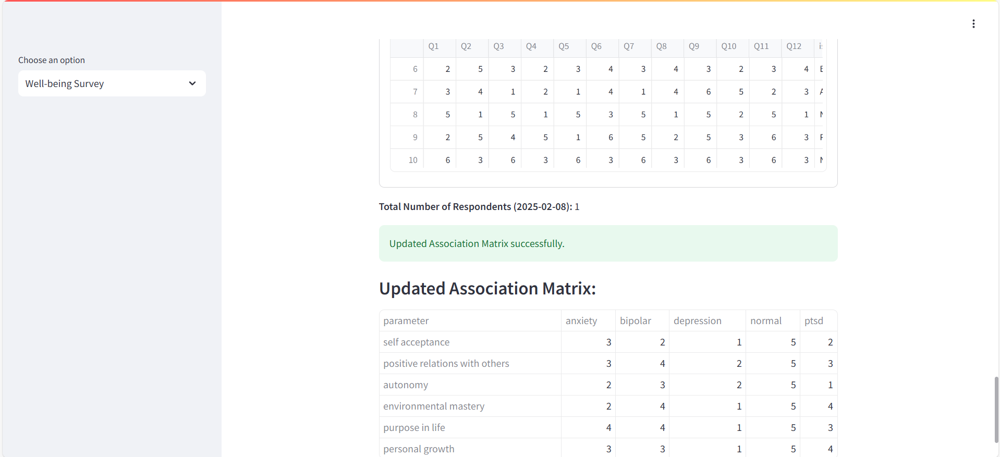 Choose an option
Well-being Survey
Q1 Q2 Q3 Q4 Q5 Q6 Q7 Q8 Q9 Q10 Q11 Q12
6 2 5 3 2 3 4 3 4 3 2 3 4
7 3 4 1 2 1 4 1 4 6 5 2 3
8 5 1 5 1 5 3 5 1 5 2 5 1
9 2 5 4 5 1 6 5 2 5 3 6 3
10 6 3 6 3 6 3 6 3 6 3 6 3
Total Number of Respondents (2025-02-08): 1
Updated Association Matrix successfully.
Updated Association Matrix:
parameter anxiety bipolar depression normal ptsd
self acceptance 3 2 1 5 2
positive relations with others 3 4 2 5 3
autonomy 2 3 2 5 1
environmental mastery 2 4 1 5 4
purpose in life 4 4 1 5 3
personal growth 3 3 1 5 4